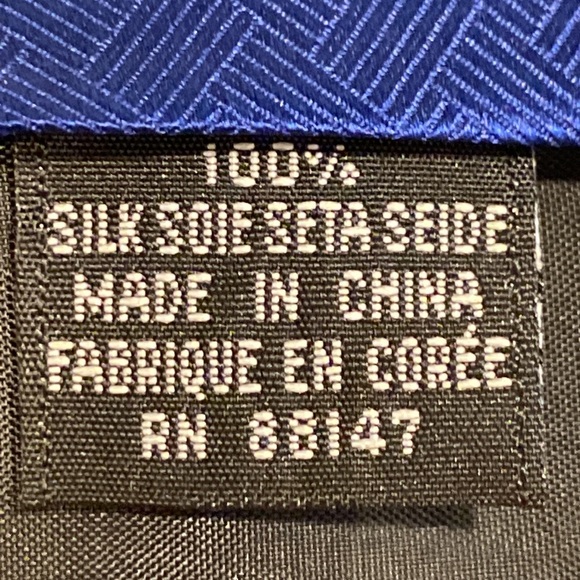 100%
SILK SOIE SETA SEIDE
MADE IN CHINA
FABRIQUE EN CORÉE
RN 88147